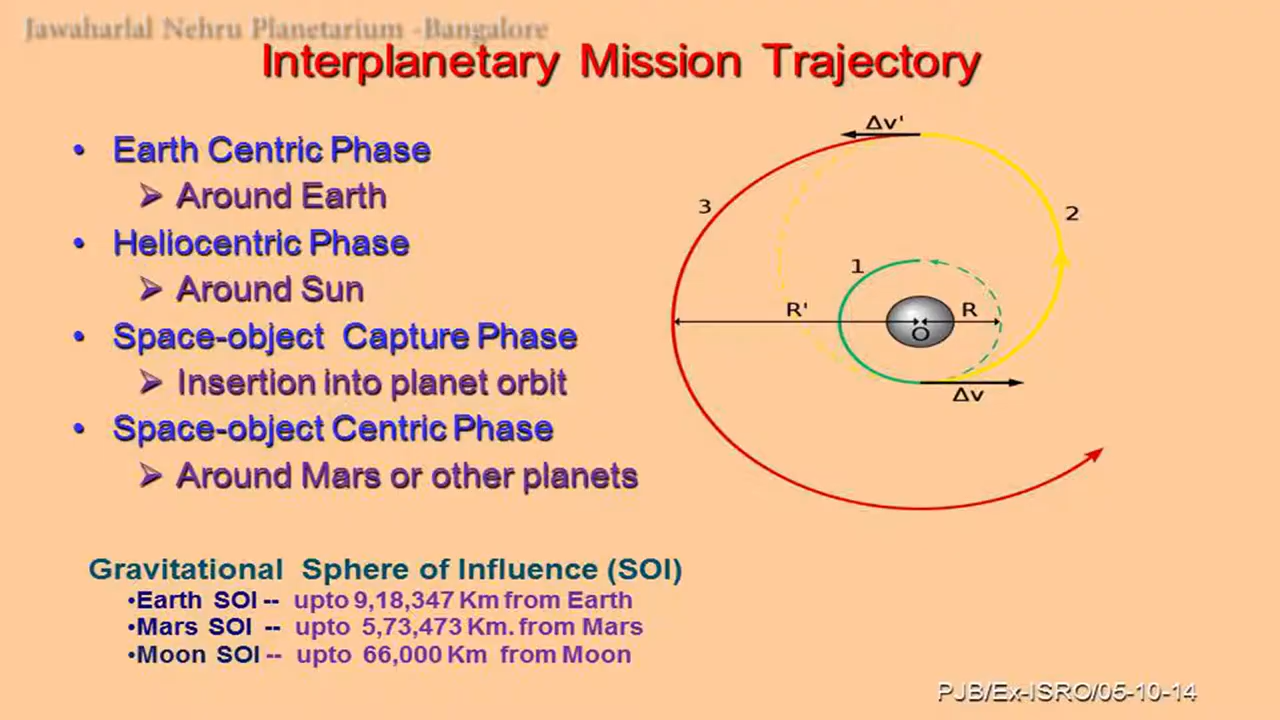 Jawaharlal Nehru Planetarium -Bangalore
Interplanetary Mission Trajectory
• Earth Centric Phase
➢ Around Earth
• Heliocentric Phase
➢ Around Sun
• Space-object Capture Phase
➢ Insertion into planet orbit
• Space-object Centric Phase
➢ Around Mars or other planets
Δv'
3
2
1
R'
R
O
Δv
Gravitational Sphere of Influence (SOI)
•Earth SOI -- upto 9,18,347 Km from Earth
•Mars SOI -- upto 5,73,473 Km. from Mars
•Moon SOI -- upto 66,000 Km from Moon
PJB/Ex-ISRO/05-10-14